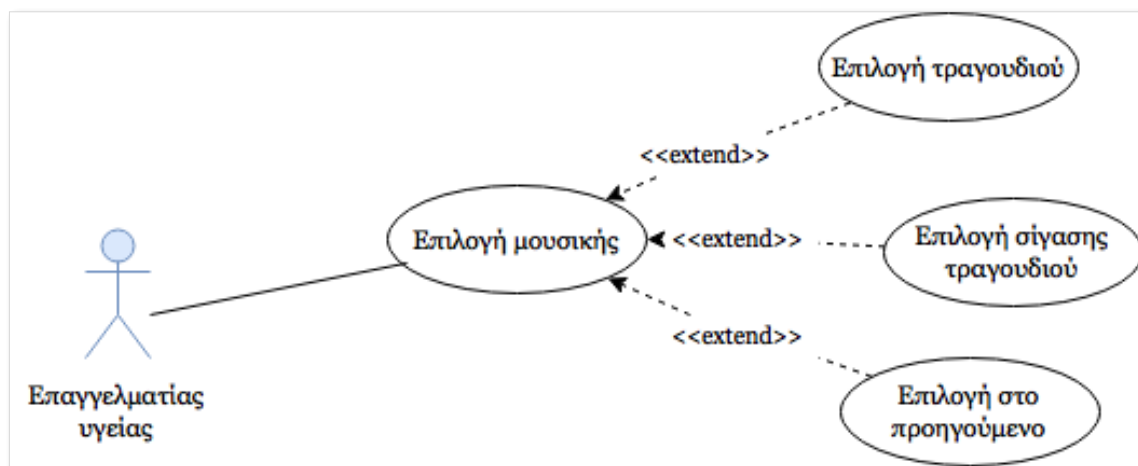 Επιλογή τραγουδιού
<<extend>>
Επιλογή μουσικής
<<extend>>
Επιλογή σίγασης
τραγουδιού
<<extend>>
Επαγγελματίας
υγείας
Επιλογή στο
προηγούμενο